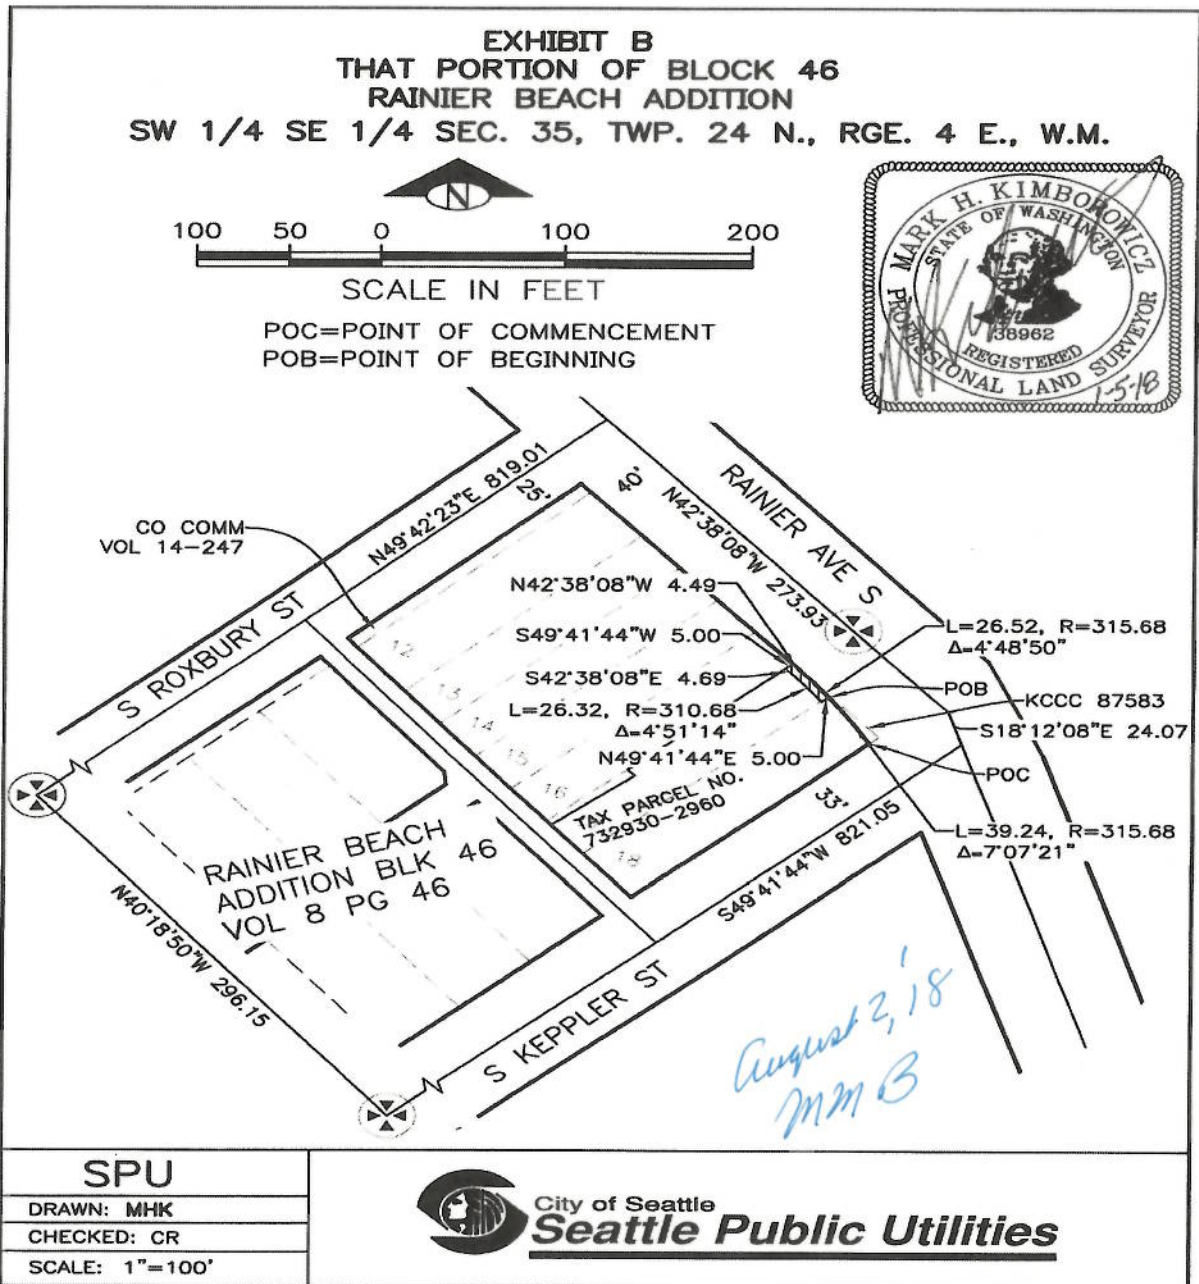 EXHIBIT B
THAT PORTION OF BLOCK 46
RAINIER BEACH ADDITION
SW 1/4 SE 1/4 SEC. 35, TWP. 24 N., RGE. 4 E., W.M.
N
100 50 0 100 200
SCALE IN FEET
POC=POINT OF COMMENCEMENT
POB=POINT OF BEGINNING
MARK H. KIMBOROWICZ
STATE OF WASHINGTON
38962
REGISTERED
PROFESSIONAL LAND SURVEYOR
1-5-18
CO COMM
VOL 14-247
N49°42'23"E 819.01
25'
40'
N42°38'08"W 273.93
RAINIER AVE S
S ROXBURY ST
N42°38'08"W 4.49
S49°41'44"W 5.00
S42°38'08"E 4.69
L=26.32, R=310.68
Δ=4°51'14"
N49°41'44"E 5.00
L=26.52, R=315.68
Δ=4°48'50"
POB
KCCC 87583
S18°12'08"E 24.07
POC
L=39.24, R=315.68
Δ=7°07'21"
12
13
14
15
16
TAX PARCEL NO.
732930-2960
18
33'
S49°41'44"W 821.05
RAINIER BEACH
ADDITION BLK 46
VOL 8 PG 46
N40°18'50"W 296.15
S KEPPLER ST
August 2, '18
MMB
SPU
DRAWN: MHK
CHECKED: CR
SCALE: 1"=100'
City of Seattle
Seattle Public Utilities